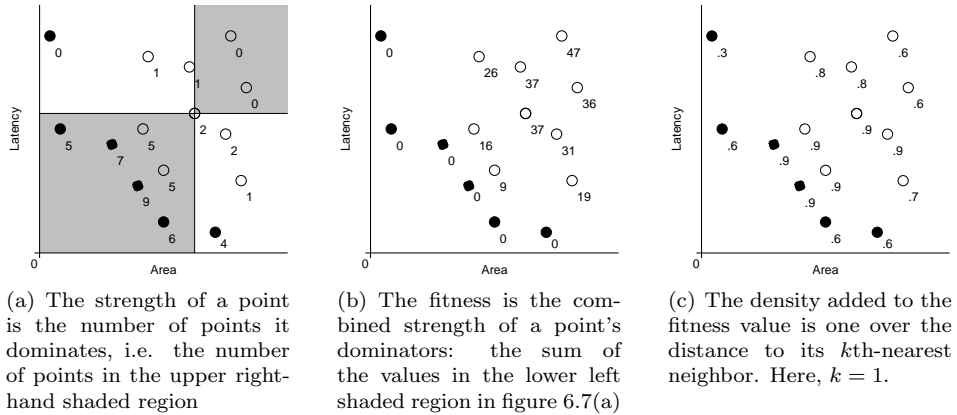 Latency
0
1
0
1
0
2
5
7
5
2
5
9
1
6
4
0
Area
Latency
0
26
47
37
36
37
0
0
16
31
9
0
19
0
0
0
Area
Latency
.3
.8
.6
.8
.6
.9
.6
.9
.9
.9
.9
.9
.7
.6
.6
0
Area
(a) The strength of a point
is the number of points it
dominates, i.e. the number
of points in the upper right-
hand shaded region
(b) The fitness is the com-
bined strength of a point's
dominators: the sum of
the values in the lower left
shaded region in figure 6.7(a)
(c) The density added to the
fitness value is one over the
distance to its kth-nearest
neighbor. Here, k = 1.